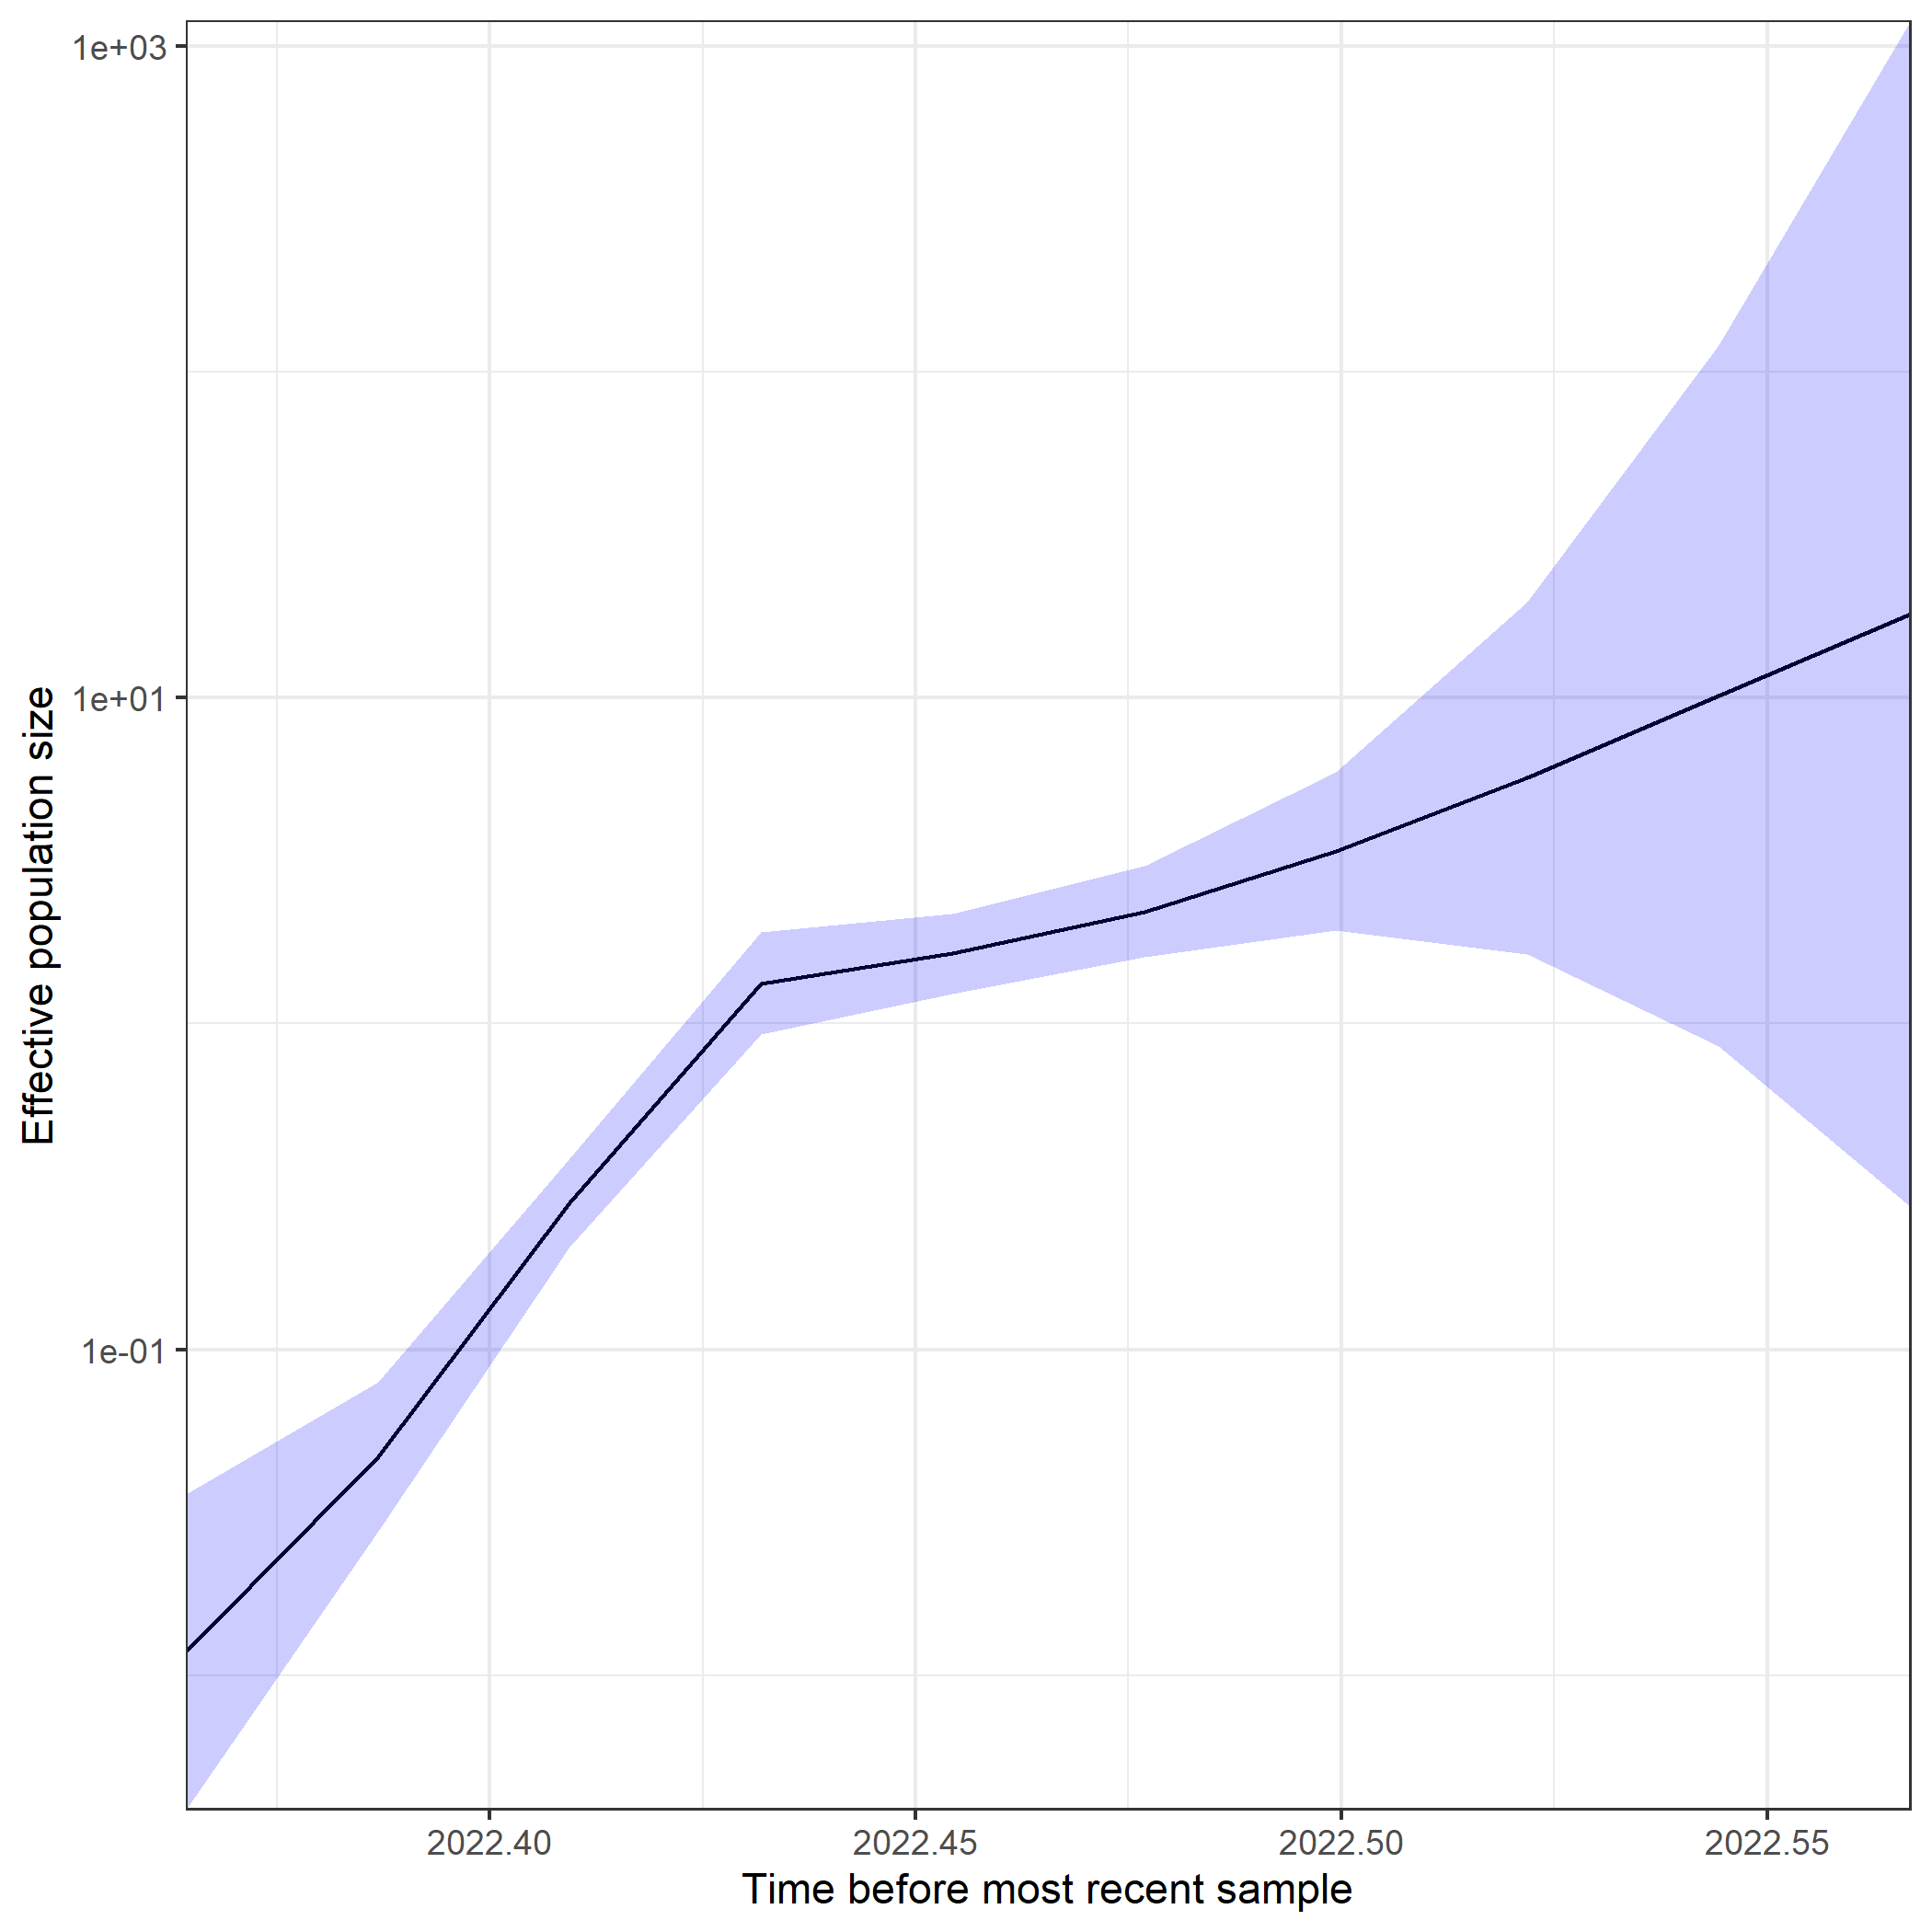 1e+03
1e+01
1e-01
Effective population size
2022.40
2022.45
2022.50
2022.55
Time before most recent sample